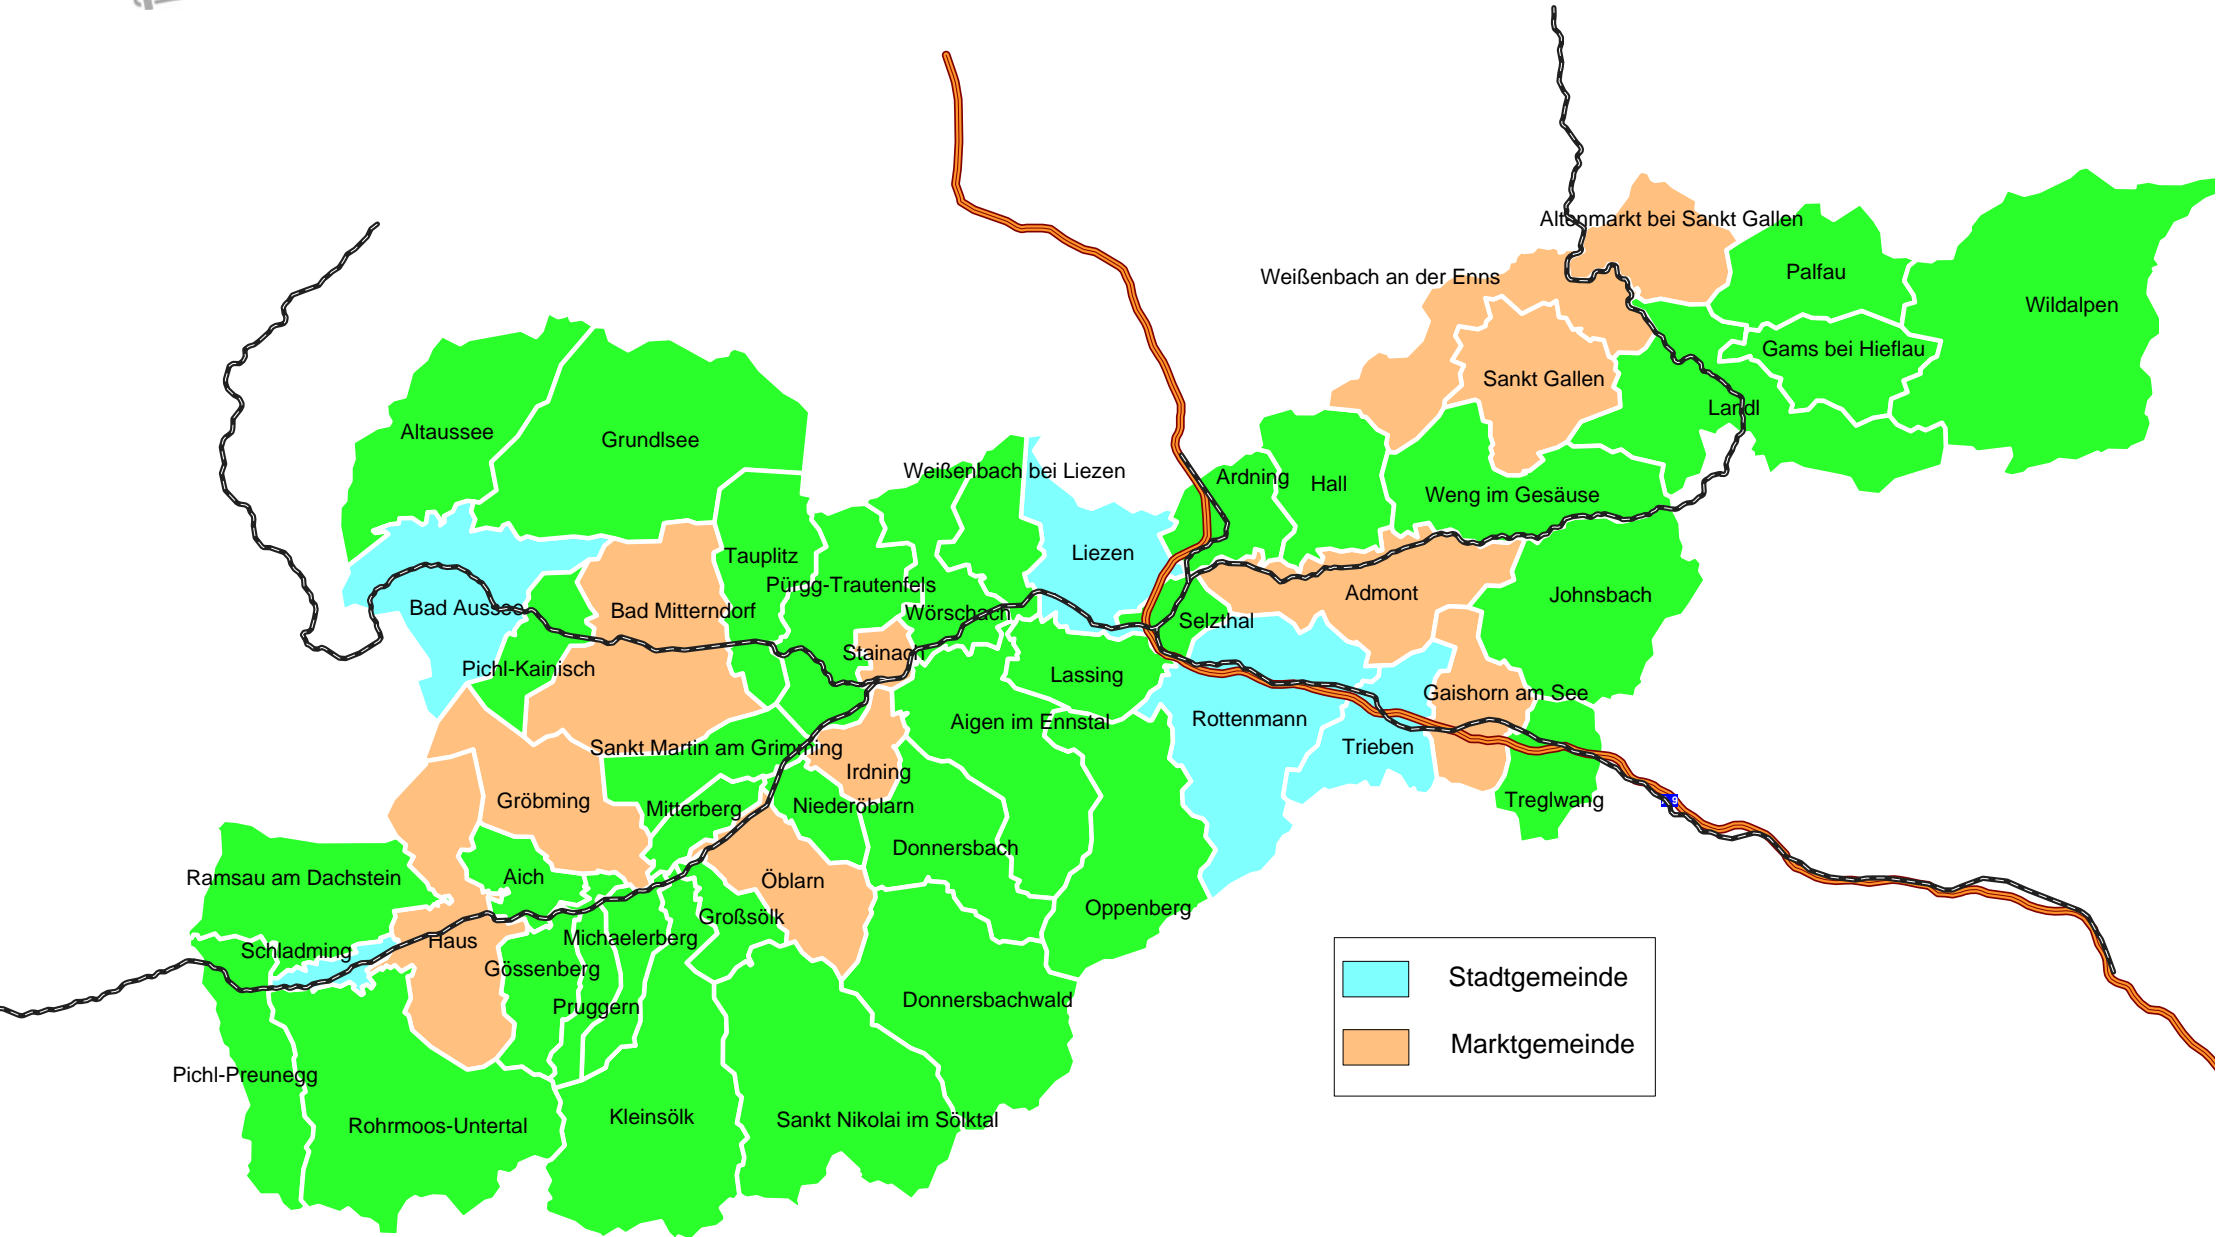 Altenmarkt bei Sankt Gallen
Weißenbach an der Enns
Palfau
Wildalpen
Gams bei Hieflau
Sankt Gallen
Landl
Altaussee
Grundlsee
Weißenbach bei Liezen
Ardning
Hall
Weng im Gesäuse
Tauplitz
Liezen
Pürgg-Trautenfels
Admont
Johnsbach
Bad Aussee
Bad Mitterndorf
Wörschach
Selzthal
Stainach
Pichl-Kainisch
Lassing
Gaishorn am See
Aigen im Ennstal
Rottenmann
Sankt Martin am Grimming
Trieben
Irdning
Gröbming
Mitterberg
Niederöblarn
Treglwang
Donnersbach
Ramsau am Dachstein
Aich
Öblarn
Großsölk
Oppenberg
Michaelerberg
Haus
Schladming
Gössenberg
Stadtgemeinde
Pruggern
Donnersbachwald
Marktgemeinde
Pichl-Preunegg
Kleinsölk
Sankt Nikolai im Sölktal
Rohrmoos-Untertal